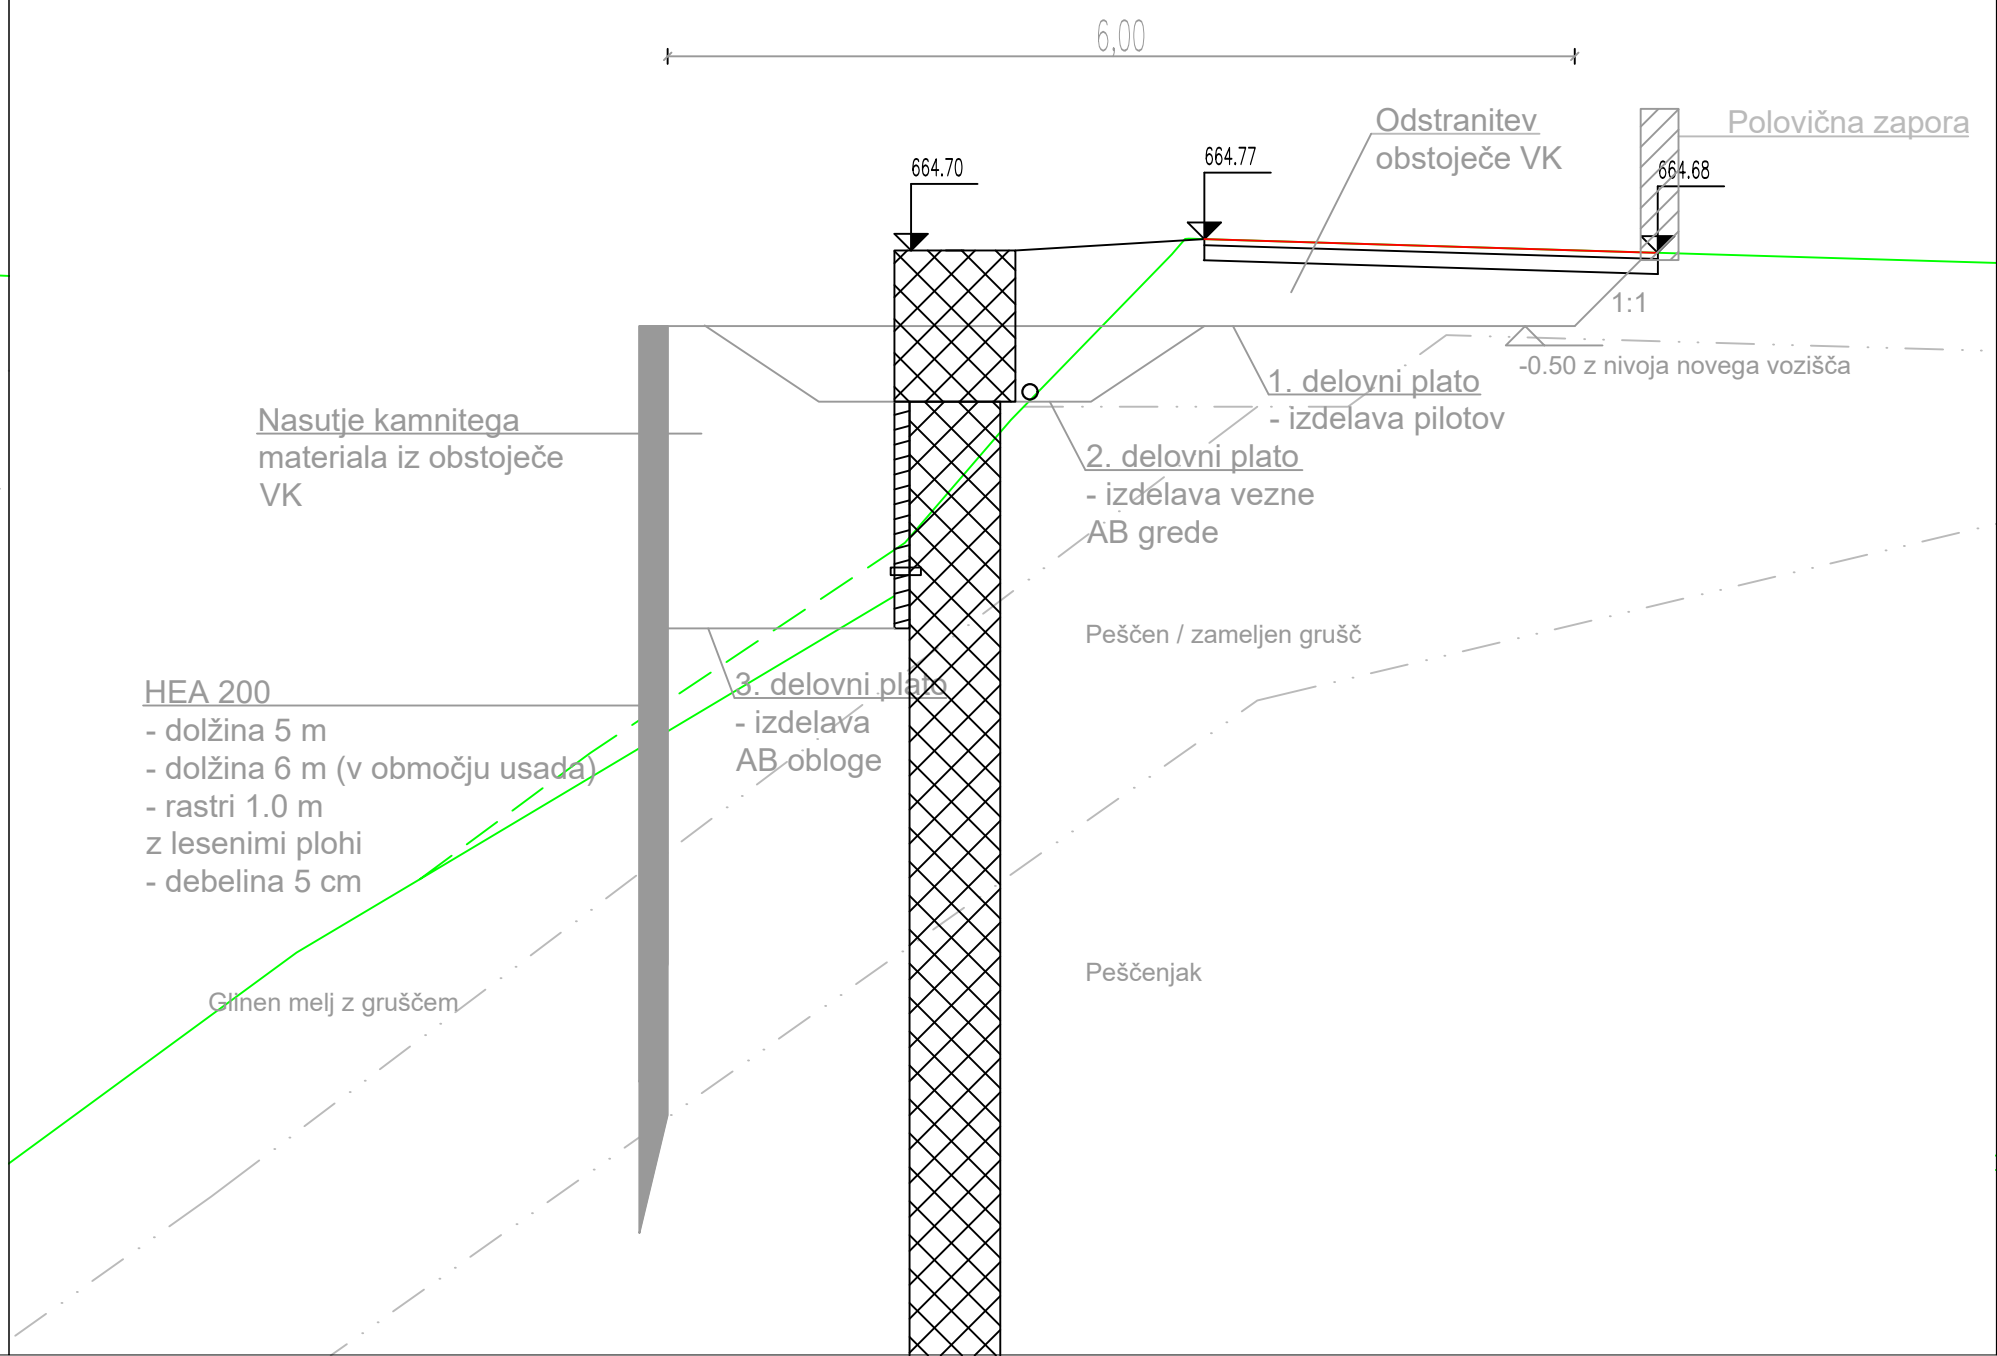 6,00
Odstranitev
obstoječe VK
Polovična zapora
664.70
664.77
664.68
1:1
-0.50 z nivoja novega vozišča
1. delovni plato
- izdelava pilotov
Nasutje kamnitega
materiala iz obstoječe
VK
2. delovni plato
- izdelava vezne
AB grede
Peščen / zameljen grušč
HEA 200
- dolžina 5 m
- dolžina 6 m (v območju usada)
- rastri 1.0 m
z lesenimi plohi
- debelina 5 cm
3. delovni plato
- izdelava
AB obloge
Glinen melj z gruščem
Peščenjak